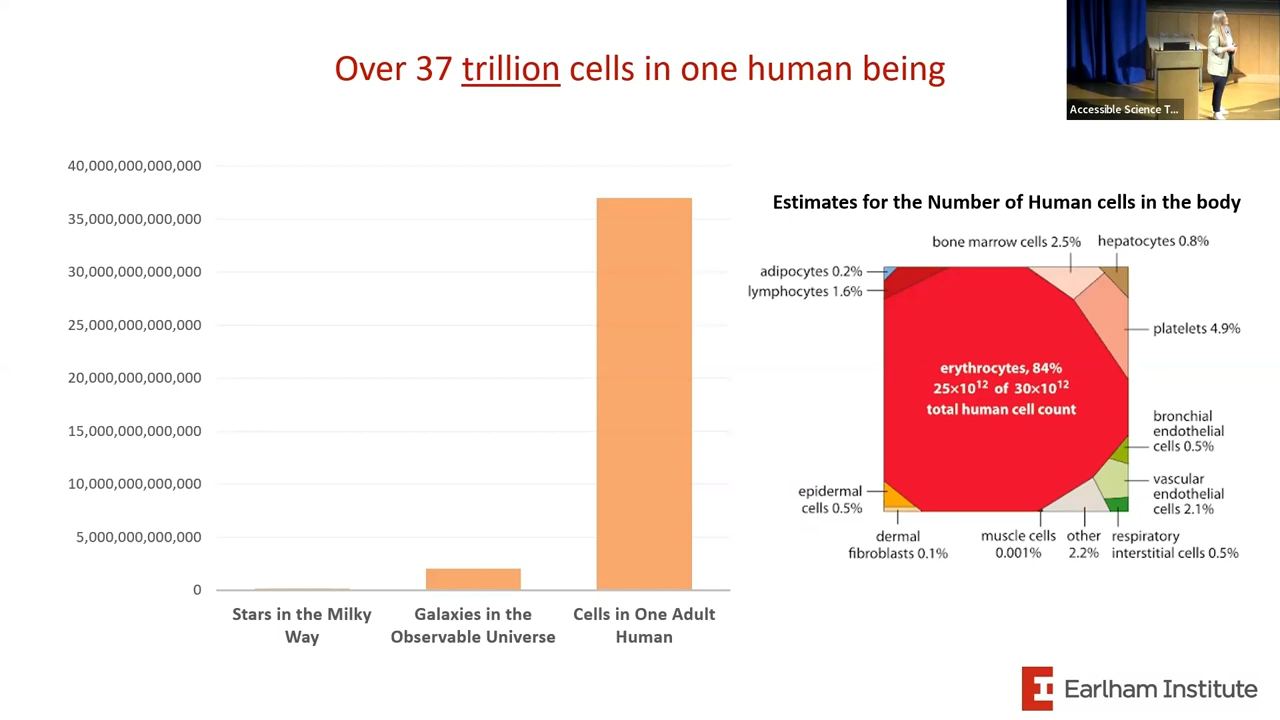 Over 37 trillion cells in one human being
Accessible Science T...
40,000,000,000,000
35,000,000,000,000
30,000,000,000,000
25,000,000,000,000
20,000,000,000,000
15,000,000,000,000
10,000,000,000,000
5,000,000,000,000
0
Stars in the Milky
Way
Galaxies in the
Observable Universe
Cells in One Adult
Human
Estimates for the Number of Human cells in the body
bone marrow cells 2.5%
hepatocytes 0.8%
adipocytes 0.2%
lymphocytes 1.6%
platelets 4.9%
erythrocytes, 84%
25×10¹² of 30×10¹²
total human cell count
bronchial
endothelial
cells 0.5%
vascular
endothelial
cells 2.1%
epidermal
cells 0.5%
dermal
fibroblasts 0.1%
muscle cells
0.001%
other
2.2%
respiratory
interstitial cells 0.5%
Earlham Institute